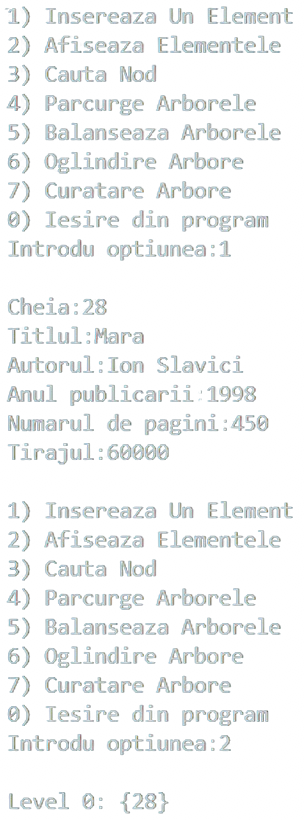 1) Insereaza Un Element
2) Afiseaza Elementele
3) Cauta Nod
4) Parcurge Arborele
5) Balanseaza Arborele
6) Oglindire Arbore
7) Curatare Arbore
0) Iesire din program
Introdu optiunea:1
Cheia:28
Titlul:Mara
Autorul:Ion Slavici
Anul publicarii:1998
Numarul de pagini:450
Tirajul:60000
1) Insereaza Un Element
2) Afiseaza Elementele
3) Cauta Nod
4) Parcurge Arborele
5) Balanseaza Arborele
6) Oglindire Arbore
7) Curatare Arbore
0) Iesire din program
Introdu optiunea:2
Level 0: {28}